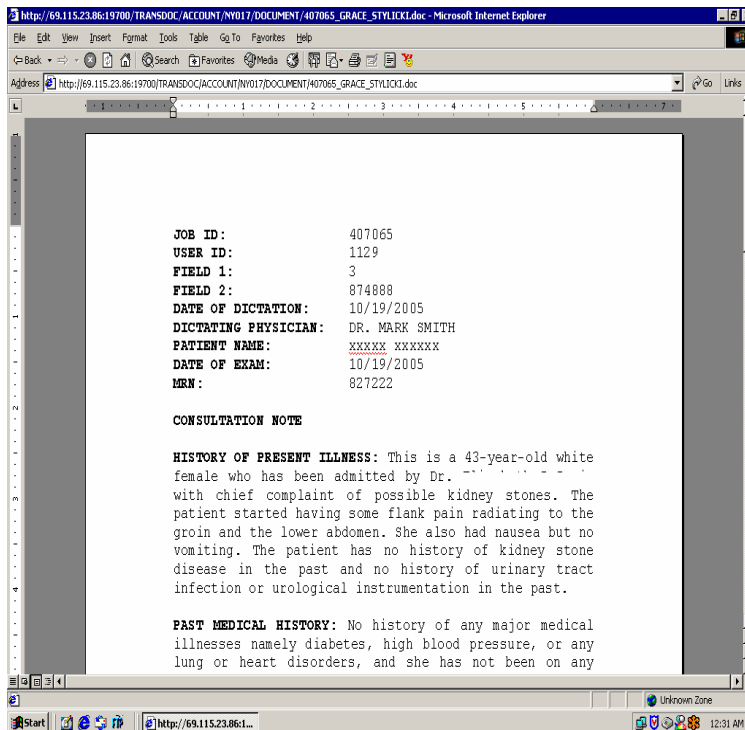 http://69.115.23.86:19700/TRANSDOC/ACCOUNT/NY017/DOCUMENT/407065_GRACE_STYLICKI.doc - Microsoft Internet Explorer
File Edit View Insert Format Tools Table Go To Favorites Help
Back Search Favorites Media
Address http://69.115.23.86:19700/TRANSDOC/ACCOUNT/NY017/DOCUMENT/407065_GRACE_STYLICKI.doc Go Links
1 1 2 3 4 5 7
JOB ID: 407065
USER ID: 1129
FIELD 1: 3
FIELD 2: 874888
DATE OF DICTATION: 10/19/2005
DICTATING PHYSICIAN: DR. MARK SMITH
PATIENT NAME: xxxxx xxxxxx
DATE OF EXAM: 10/19/2005
MRN: 827222
CONSULTATION NOTE
HISTORY OF PRESENT ILLNESS: This is a 43-year-old white
female who has been admitted by Dr.
with chief complaint of possible kidney stones. The
patient started having some flank pain radiating to the
groin and the lower abdomen. She also had nausea but no
vomiting. The patient has no history of kidney stone
disease in the past and no history of urinary tract
infection or urological instrumentation in the past.
PAST MEDICAL HISTORY: No history of any major medical
illnesses namely diabetes, high blood pressure, or any
lung or heart disorders, and she has not been on any
Unknown Zone
Start http://69.115.23.86:1... 12:31 AM